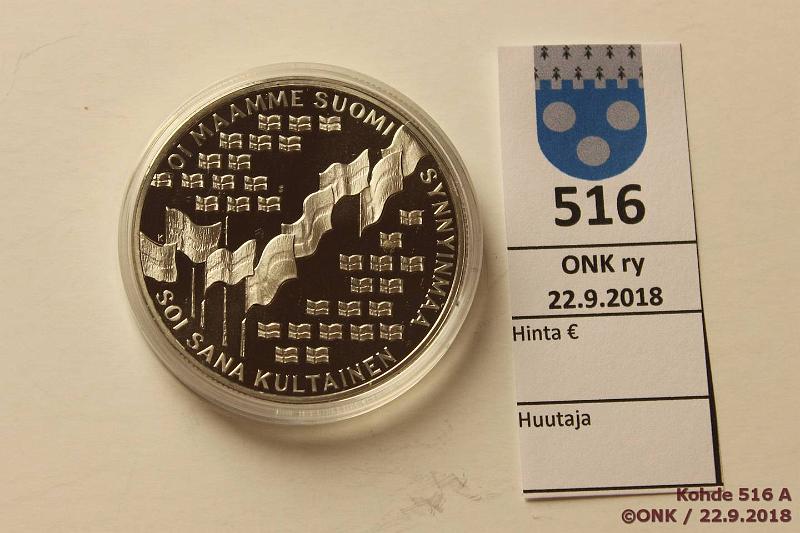 OI MAAMME SUOMI
SYNNYINMAA
SOI SANA KULTAINEN
K
516
ONK ry
22.9.2018
Hinta €
Huutaja
Kohde 516 A
©ONK / 22.9.2018